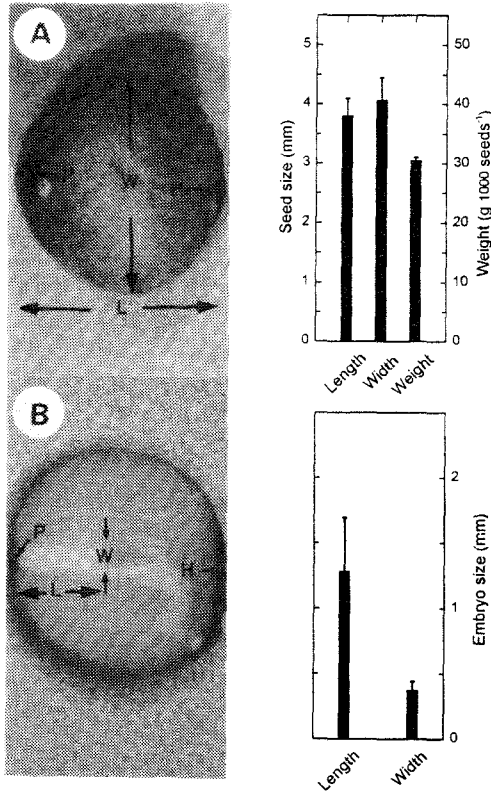 A
W
L
5
4
3
2
1
0
Seed size (mm)
50
40
30
20
10
0
Weight (g 1000 seeds⁻¹)
Length
Width
Weight
B
P
W
H
L
2
1
0
Embryo size (mm)
Length
Width